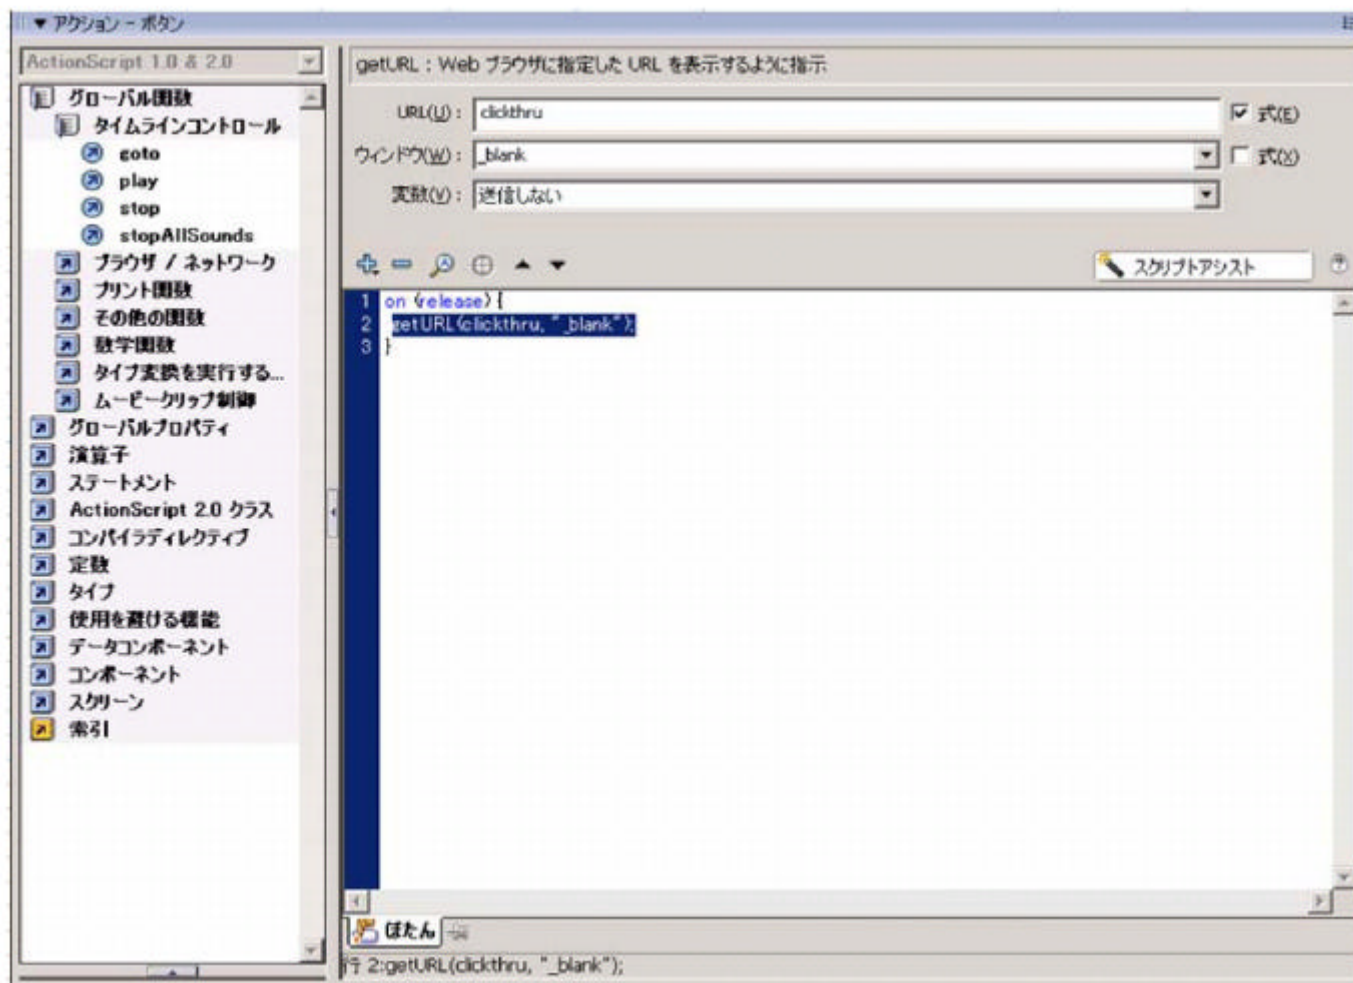 ▼ アクション - ボタン
ActionScript 1.0 & 2.0
グローバル関数
タイムラインコントロール
goto
play
stop
stopAllSounds
ブラウザ / ネットワーク
プリント関数
その他の関数
数学関数
タイプ変換を実行する...
ムービークリップ制御
グローバルプロパティ
演算子
ステートメント
ActionScript 2.0 クラス
コンパイラディレクティブ
定数
タイプ
使用を避ける機能
データコンポーネント
コンポーネント
スクリーン
索引
getURL : Web ブラウザに指定した URL を表示するように指示
URL(U) : clickthru 式(E)
ウィンドウ(W) : _blank 式(X)
変数(V) : 送信しない
スクリプトアシスト
1 on (release) {
2 getURL(clickthru, "_blank");
3 }
ぼたん
行 2:getURL(clickthru, "_blank");